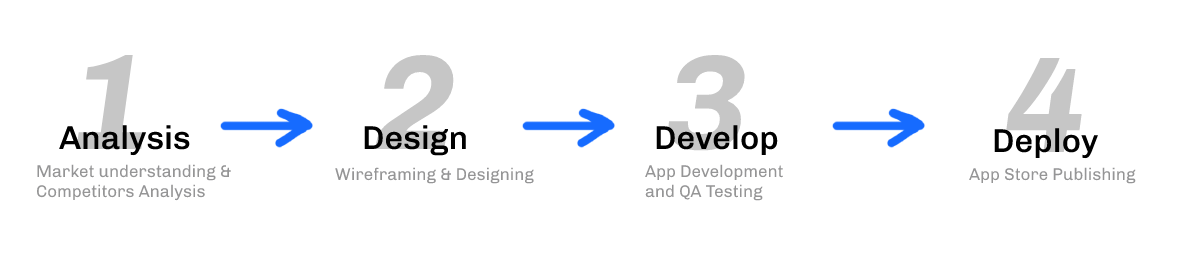 1
Analysis
Market understanding &
Competitors Analysis
2
Design
Wireframing & Designing
3
Develop
App Development
and QA Testing
4
Deploy
App Store Publishing